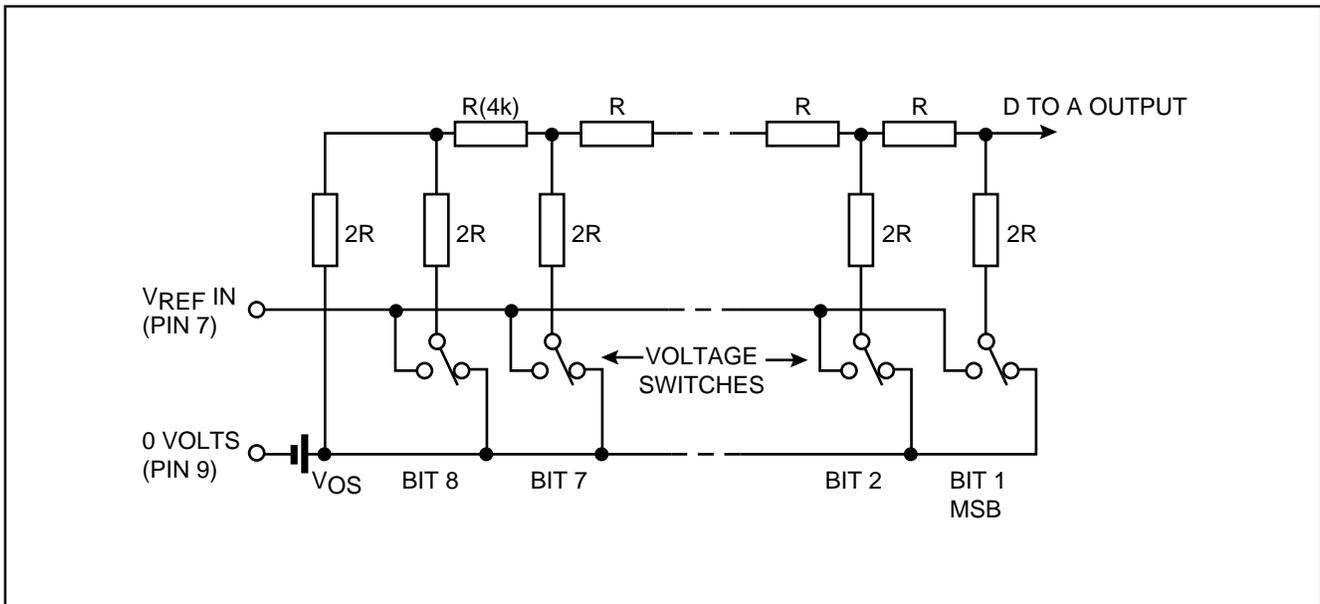 R(4k)
R
R
R
D TO A OUTPUT
2R
2R
2R
2R
2R
VREF IN
(PIN 7)
VOLTAGE
SWITCHES
0 VOLTS
(PIN 9)
VOS
BIT 8
BIT 7
BIT 2
BIT 1
MSB